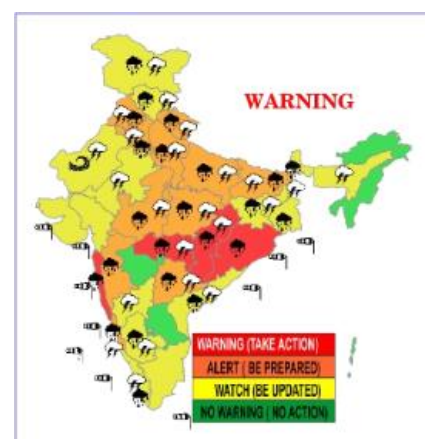 WARNING
WARNING (TAKE ACTION)
ALERT ( BE PREPARED)
WATCH (BE UPDATED)
NO WARNING ( NO ACTION)